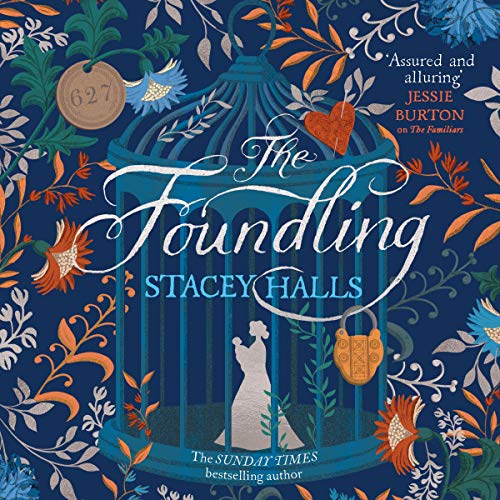 627
'Assured and
alluring'
JESSIE
BURTON
on The Familiars
The
Foundling
STACEY HALLS
The SUNDAY TIMES
bestselling author